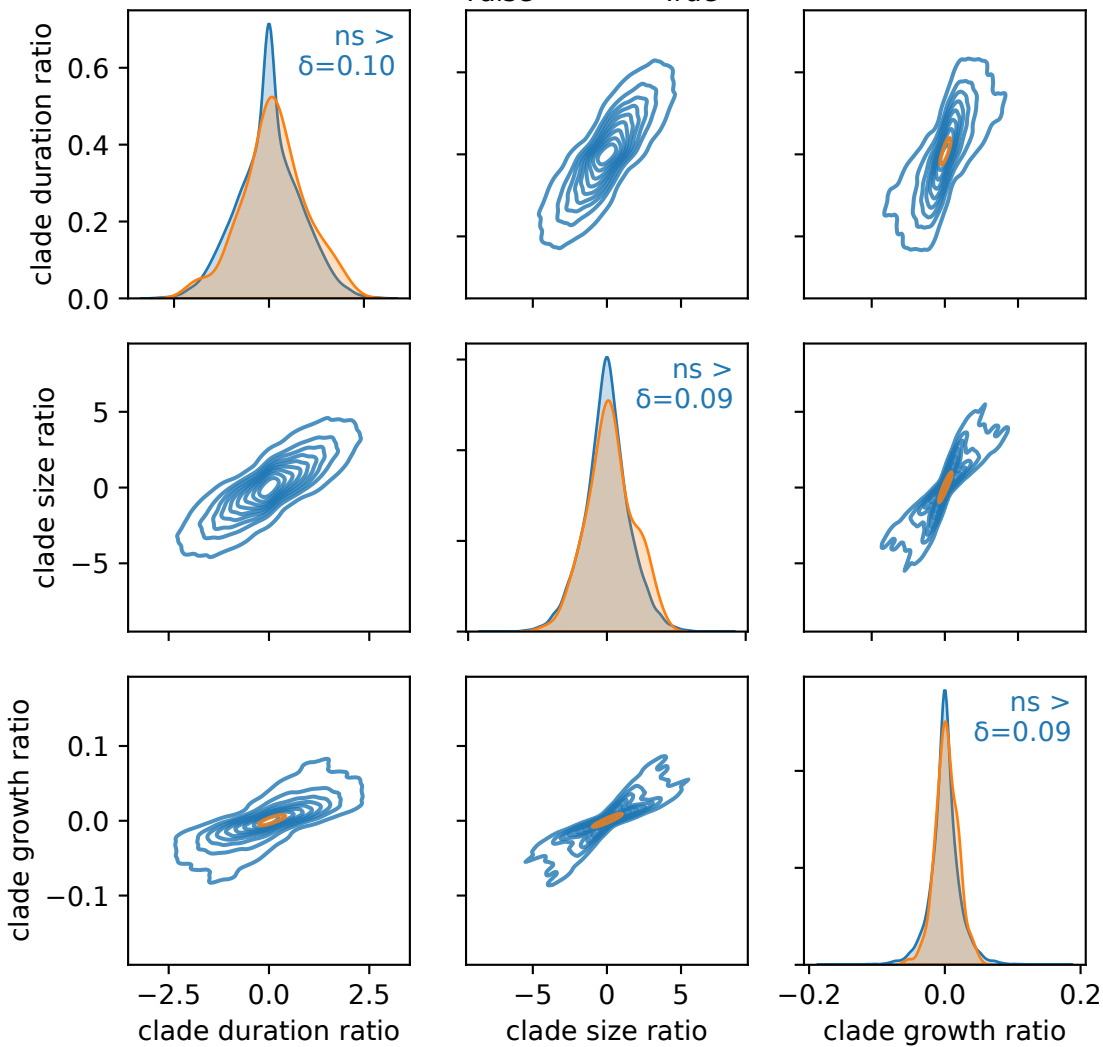 clade duration ratio
0.6
0.4
0.2
0.0
ns >
δ=0.10
clade size ratio
5
0
−5
ns >
δ=0.09
clade growth ratio
0.1
0.0
−0.1
ns >
δ=0.09
−2.5 0.0 2.5
−5 0 5
−0.2 0.0 0.2
clade duration ratio
clade size ratio
clade growth ratio